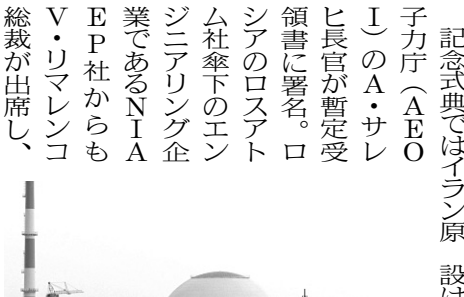 記念式典ではイラン原
子力庁（AEO
I）のA・サレ
ヒ長官が暫定受
領書に署名。ロ
シアのロスアト
ム社傘下のエン
ジニアリング企
業であるNIA
EP社からも
V・リマレンコ
総裁が出席し、
設